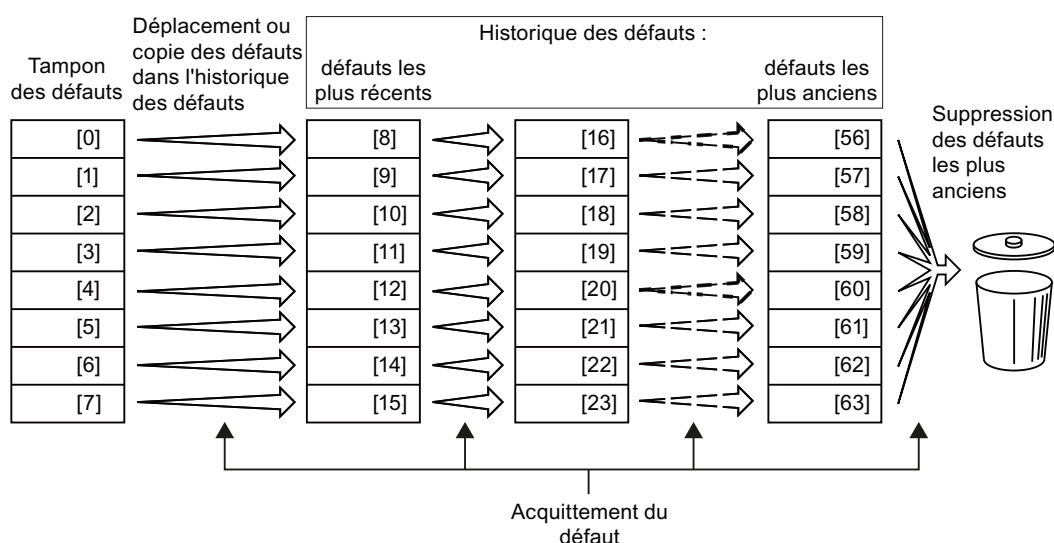 Tampon
des défauts
Déplacement ou
copie des défauts
dans l'historique
des défauts
Historique des défauts :
défauts les
plus récents
défauts les
plus anciens
Suppression
des défauts
les plus
anciens
[0] [8] [16] [56]
[1] [9] [17] [57]
[2] [10] [18] [58]
[3] [11] [19] [59]
[4] [12] [20] [60]
[5] [13] [21] [61]
[6] [14] [22] [62]
[7] [15] [23] [63]
Acquittement du
défaut